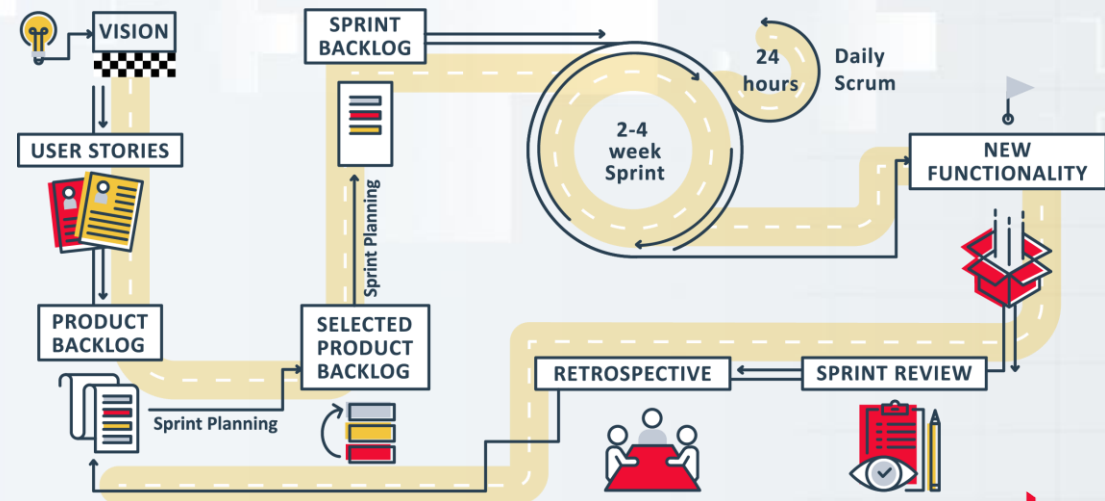 VISION
USER STORIES
PRODUCT
BACKLOG
Sprint Planning
SELECTED
PRODUCT
BACKLOG
Sprint Planning
SPRINT
BACKLOG
2-4
week
Sprint
24
hours
Daily
Scrum
NEW
FUNCTIONALITY
SPRINT REVIEW
RETROSPECTIVE